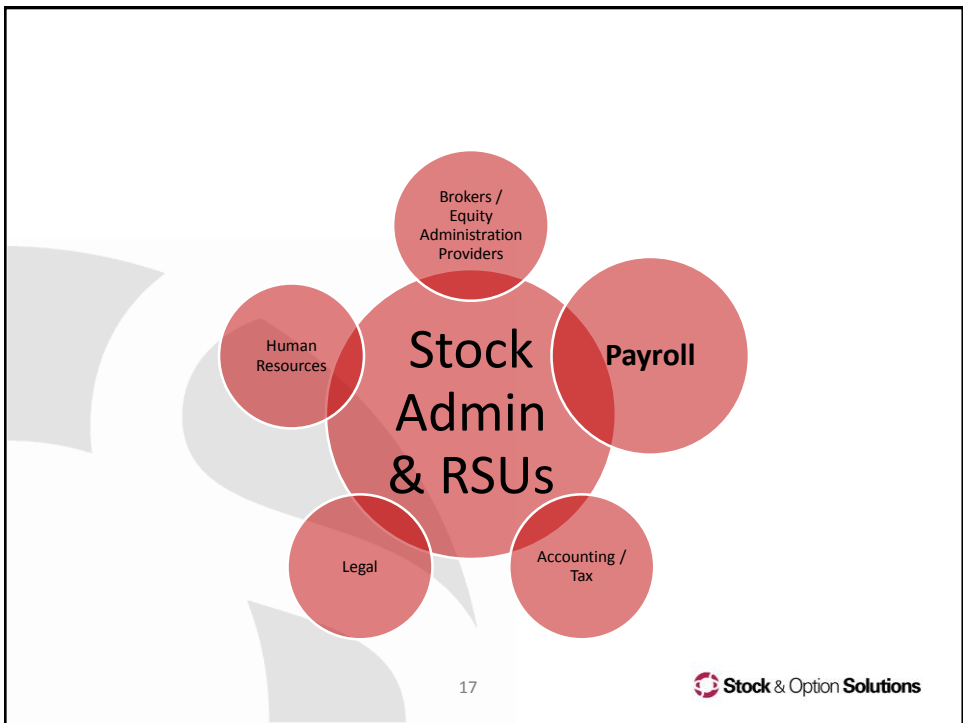 Brokers /
Equity
Administration
Providers
Human
Resources
Stock
Admin
& RSUs
Payroll
Legal
Accounting /
Tax
17
Stock & Option Solutions